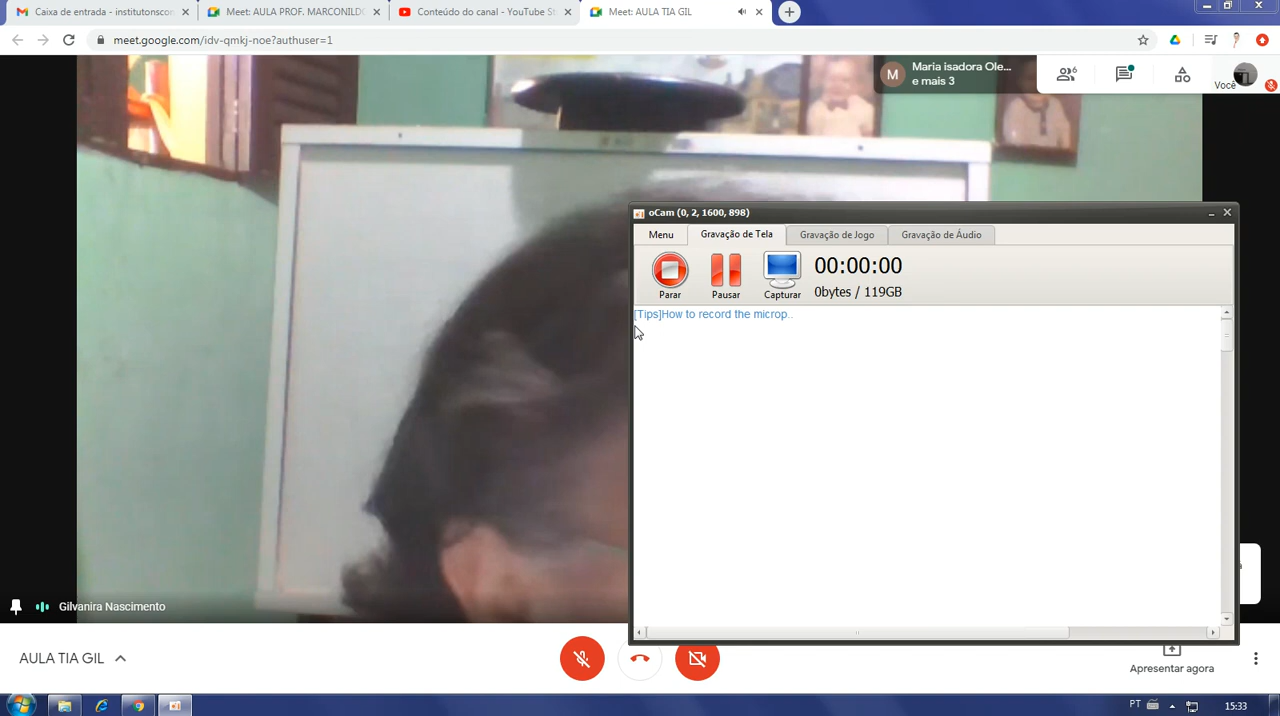 Caixa de entrada - institutonscon
Meet: AULA PROF. MARCONILD
Conteúdo do canal - YouTube St
Meet: AULA TIA GIL
meet.google.com/idv-qmkj-noe?authuser=1
M
Maria isadora Ole...
e mais 3
6
Você
oCam (0, 2, 1600, 898)
Menu
Gravação de Tela
Gravação de Jogo
Gravação de Áudio
Parar
Pausar
Capturar
00:00:00
0bytes / 119GB
[Tips]How to record the microp..
Gilvanira Nascimento
AULA TIA GIL
Apresentar agora
PT
15:33